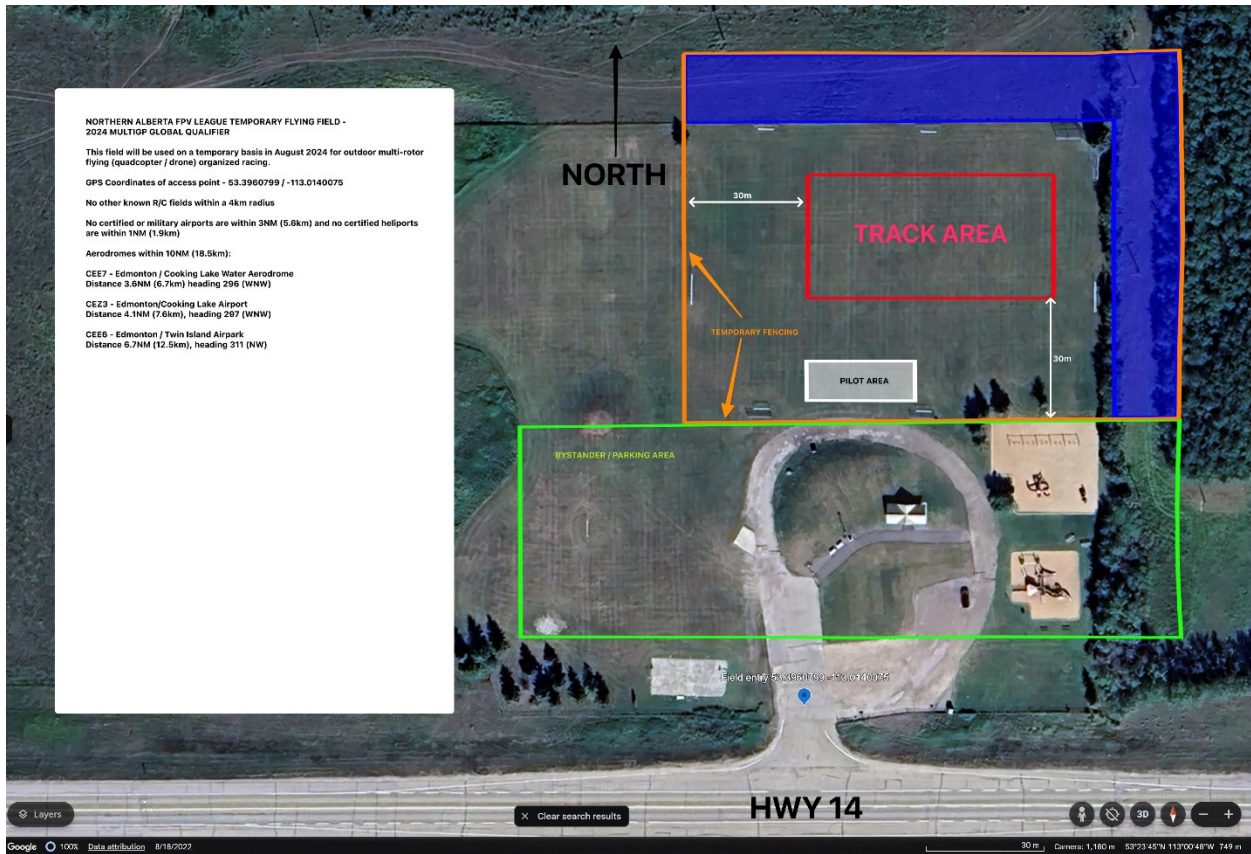 NORTHERN ALBERTA FPV LEAGUE TEMPORARY FLYING FIELD -
2024 MULTIGP GLOBAL QUALIFIER
This field will be used on a temporary basis in August 2024 for outdoor multi-rotor
flying (quadcopter / drone) organized racing.
GPS Coordinates of access point - 53.3960799 / -113.0140075
No other known R/C fields within a 4km radius
No certified or military airports are within 3NM (5.6km) and no certified heliports
are within 1NM (1.9km)
Aerodromes within 10NM (18.5km):
CEE7 - Edmonton / Cooking Lake Water Aerodrome
Distance 3.6NM (6.7km) heading 296 (WNW)
CEZ3 - Edmonton/Cooking Lake Airport
Distance 4.1NM (7.6km), heading 297 (WNW)
CEE6 - Edmonton / Twin Island Airpark
Distance 6.7NM (12.5km), heading 311 (NW)
NORTH
30m
TRACK AREA
TEMPORARY FENCING
30m
PILOT AREA
BYSTANDER / PARKING AREA
Field entry 53.3960799 -113.0140075
HWY 14
Layers
Clear search results
3D
Google 100% Data attribution 8/18/2022
30 m Camera: 1,180 m 53°23'45"N 113°00'48"W 749 m